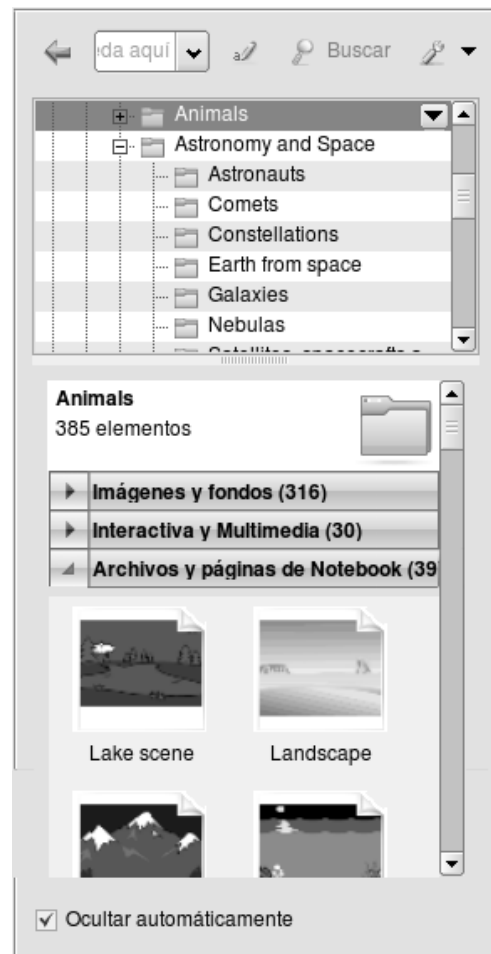 eda aquí
Buscar
Animals
Astronomy and Space
Astronauts
Comets
Constellations
Earth from space
Galaxies
Nebulas
Animals
385 elementos
Imágenes y fondos (316)
Interactiva y Multimedia (30)
Archivos y páginas de Notebook (39
Lake scene
Landscape
Ocultar automáticamente